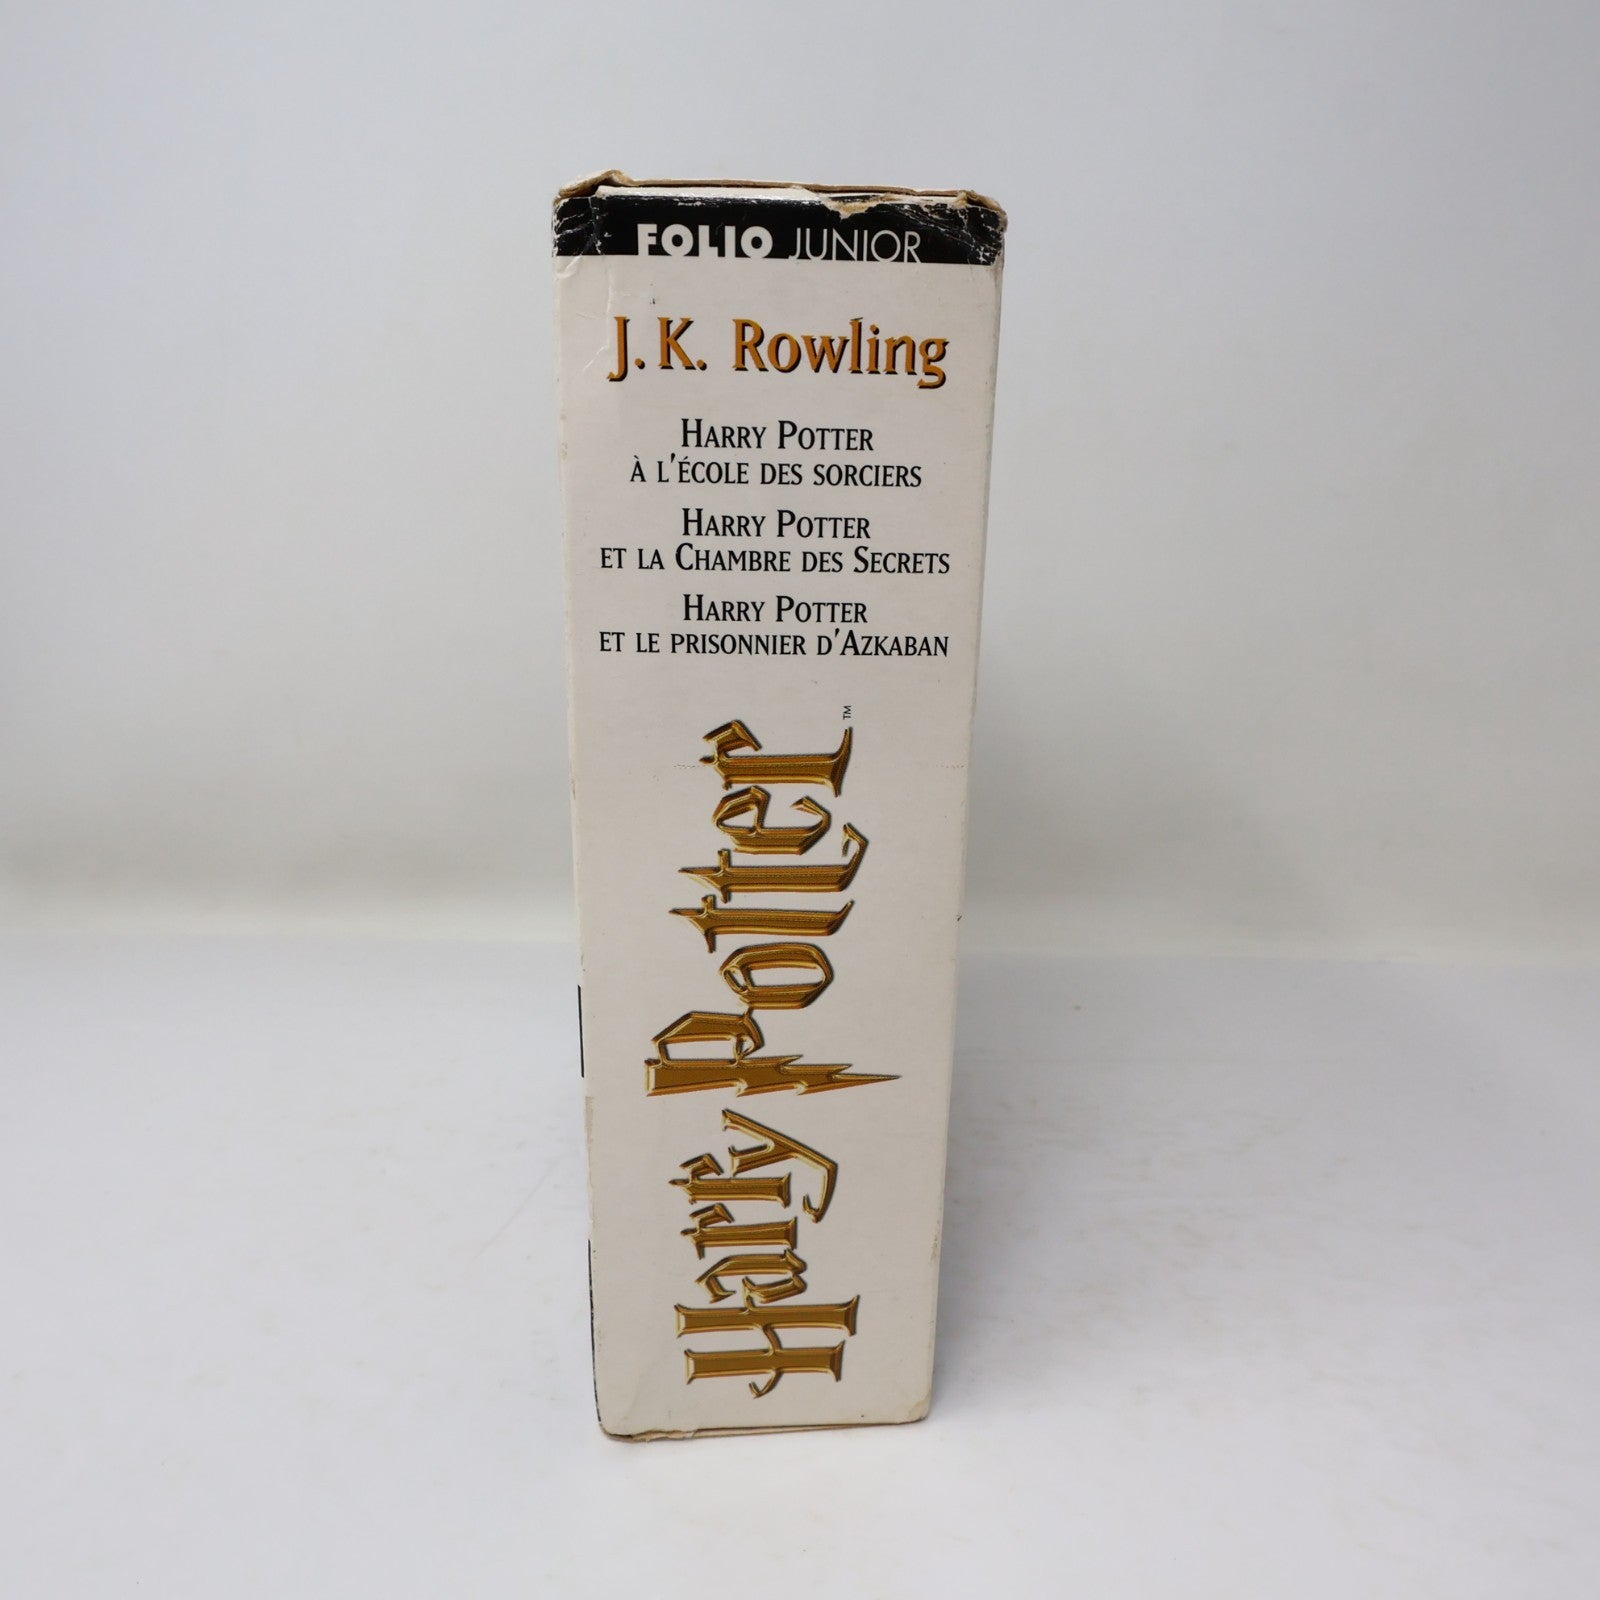 FOLIO JUNIOR
J. K. Rowling
HARRY POTTER
À L'ÉCOLE DES SORCIERS
HARRY POTTER
ET LA CHAMBRE DES SECRETS
HARRY POTTER
ET LE PRISONNIER D'AZKABAN
Harry Potter™